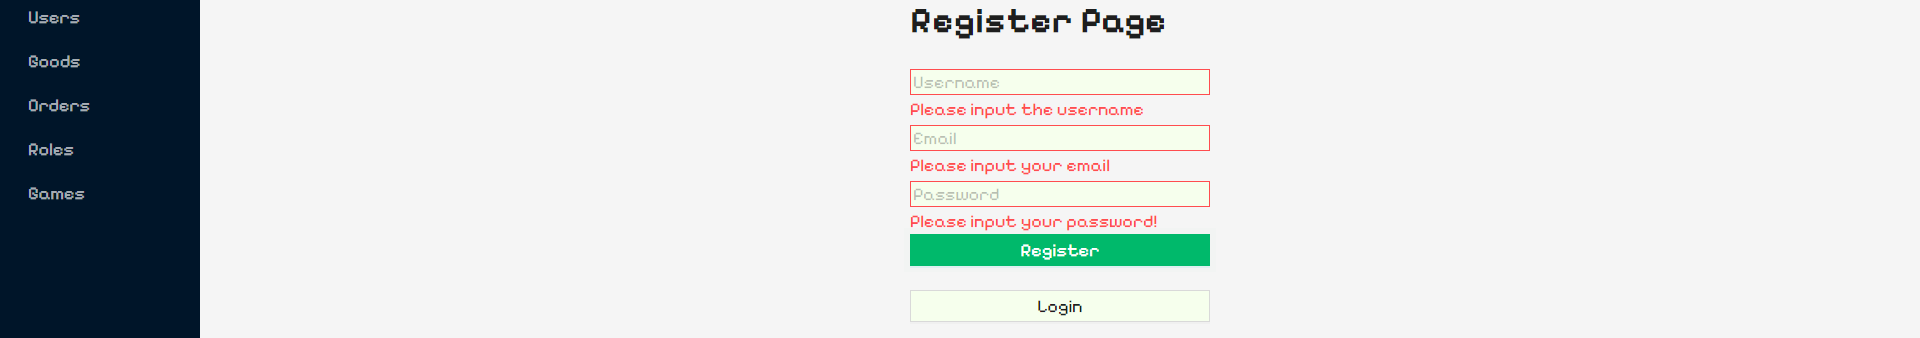 Users
Goods
Orders
Roles
Games
Register Page
Username
Please input the username
Email
Please input your email
Password
Please input your password!
Register
Login